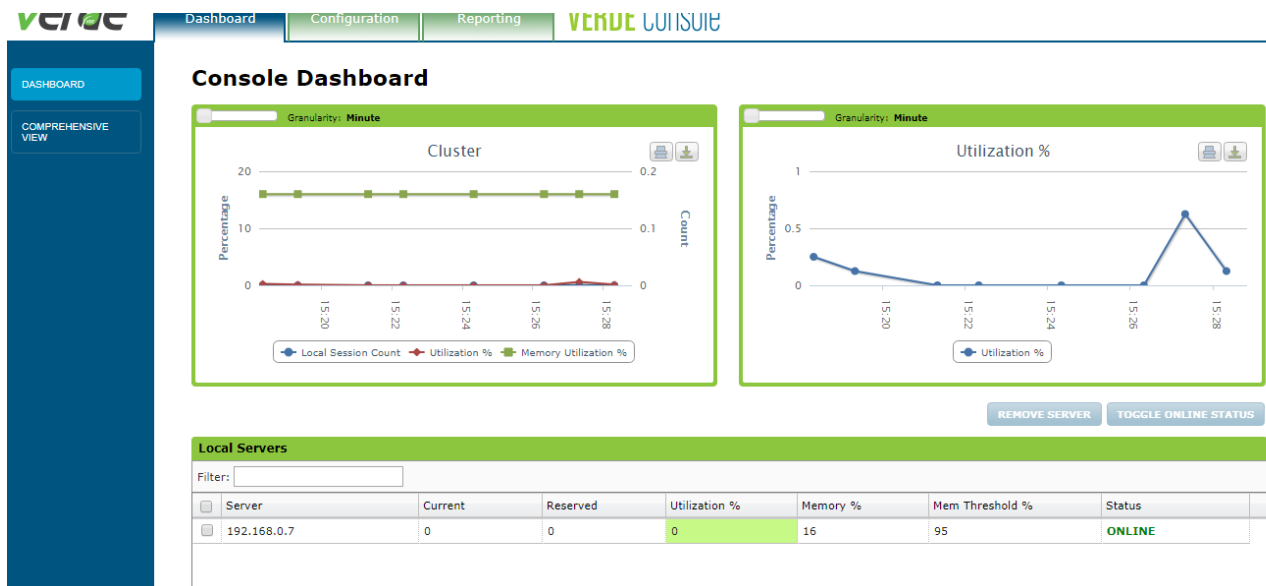 verde
Dashboard
Configuration
Reporting
VERDE Console
DASHBOARD
COMPREHENSIVE
VIEW
Console Dashboard
Granularity: Minute
Cluster
20
10
0
Percentage
0.2
0.1
0
Count
15:20
15:22
15:24
15:26
15:28
Local Session Count Utilization % Memory Utilization %
Granularity: Minute
Utilization %
1
0.5
0
Percentage
15:20
15:22
15:24
15:26
15:28
Utilization %
REMOVE SERVER TOGGLE ONLINE STATUS
Local Servers
Filter:
Server Current Reserved Utilization % Memory % Mem Threshold % Status
192.168.0.7 0 0 0 16 95 ONLINE